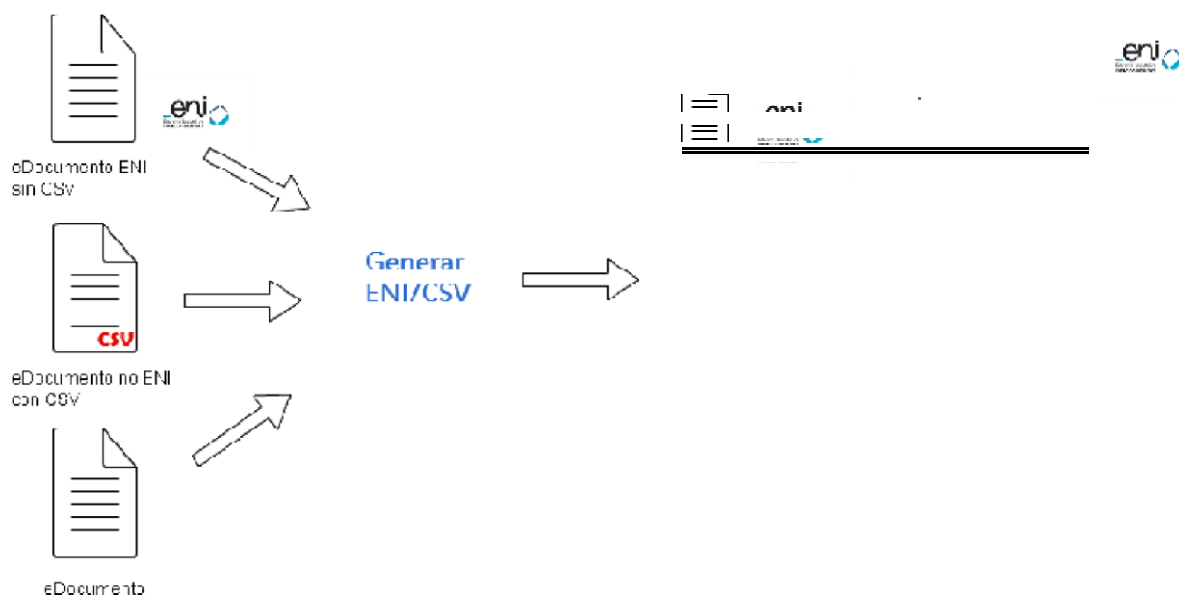 eni
eDocumento ENI
sin CSV
CSV
eDocumento no ENI
con CSV
eDocumento
Generar
ENI/CSV
eni
eni